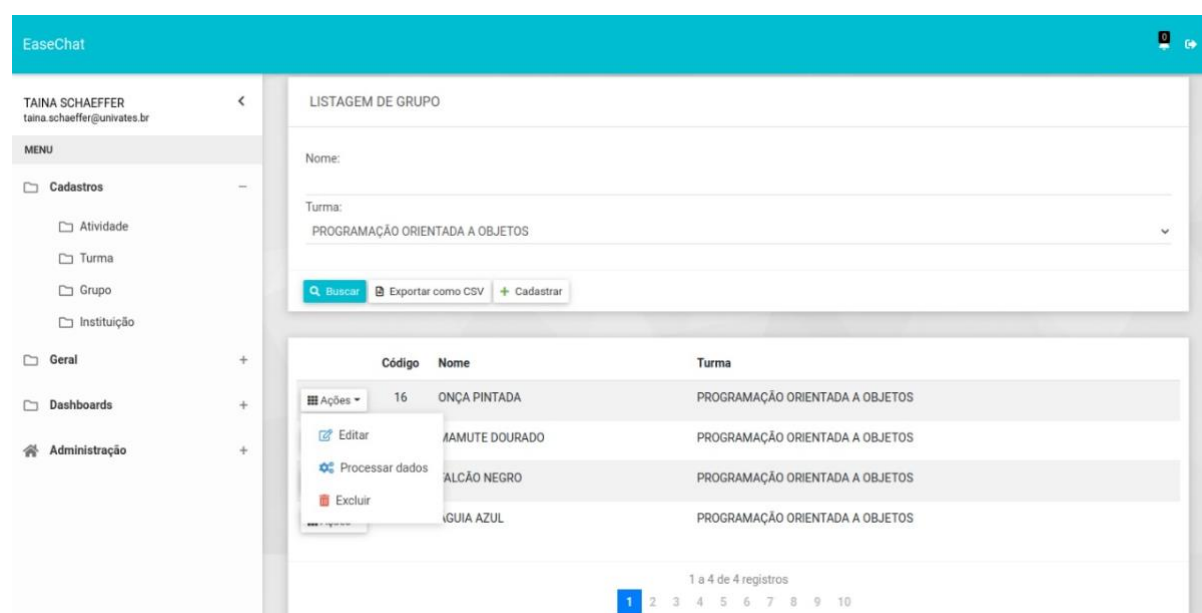 EaseChat
0
TAINA SCHAEFFER
taina.schaeffer@univates.br
MENU
Cadastros
Atividade
Turma
Grupo
Instituição
Geral
Dashboards
Administração
LISTAGEM DE GRUPO
Nome:
Turma:
PROGRAMAÇÃO ORIENTADA A OBJETOS
Buscar Exportar como CSV + Cadastrar
Código Nome Turma
Ações 16 ONÇA PINTADA PROGRAMAÇÃO ORIENTADA A OBJETOS
Editar
MAMUTE DOURADO PROGRAMAÇÃO ORIENTADA A OBJETOS
Processar dados
FALCÃO NEGRO PROGRAMAÇÃO ORIENTADA A OBJETOS
Excluir
ÁGUIA AZUL PROGRAMAÇÃO ORIENTADA A OBJETOS
1 a 4 de 4 registros
1 2 3 4 5 6 7 8 9 10